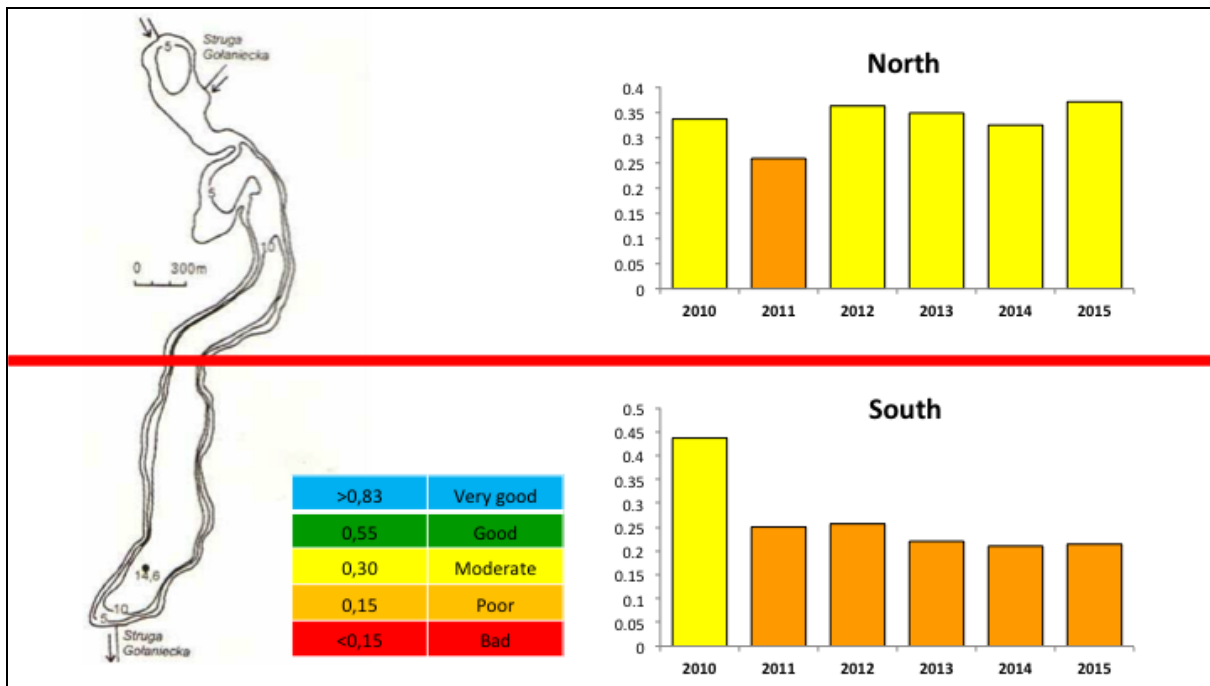 Struga
Gołaniecka
5
5
10
0 300m
14,6
10
5
Struga
Gołaniecka
>0,83 Very good
0,55 Good
0,30 Moderate
0,15 Poor
<0,15 Bad
North
0.4
0.35
0.3
0.25
0.2
0.15
0.1
0.05
0
2010 2011 2012 2013 2014 2015
South
0.5
0.45
0.4
0.35
0.3
0.25
0.2
0.15
0.1
0.05
0
2010 2011 2012 2013 2014 2015